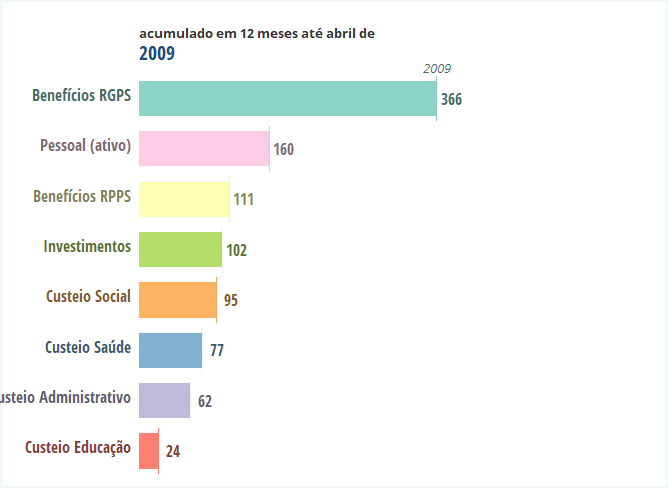 acumulado em 12 meses até abril de
2009
2009
Benefícios RGPS 366
Pessoal (ativo) 160
Benefícios RPPS 111
Investimentos 102
Custeio Social 95
Custeio Saúde 77
usteio Administrativo 62
Custeio Educação 24